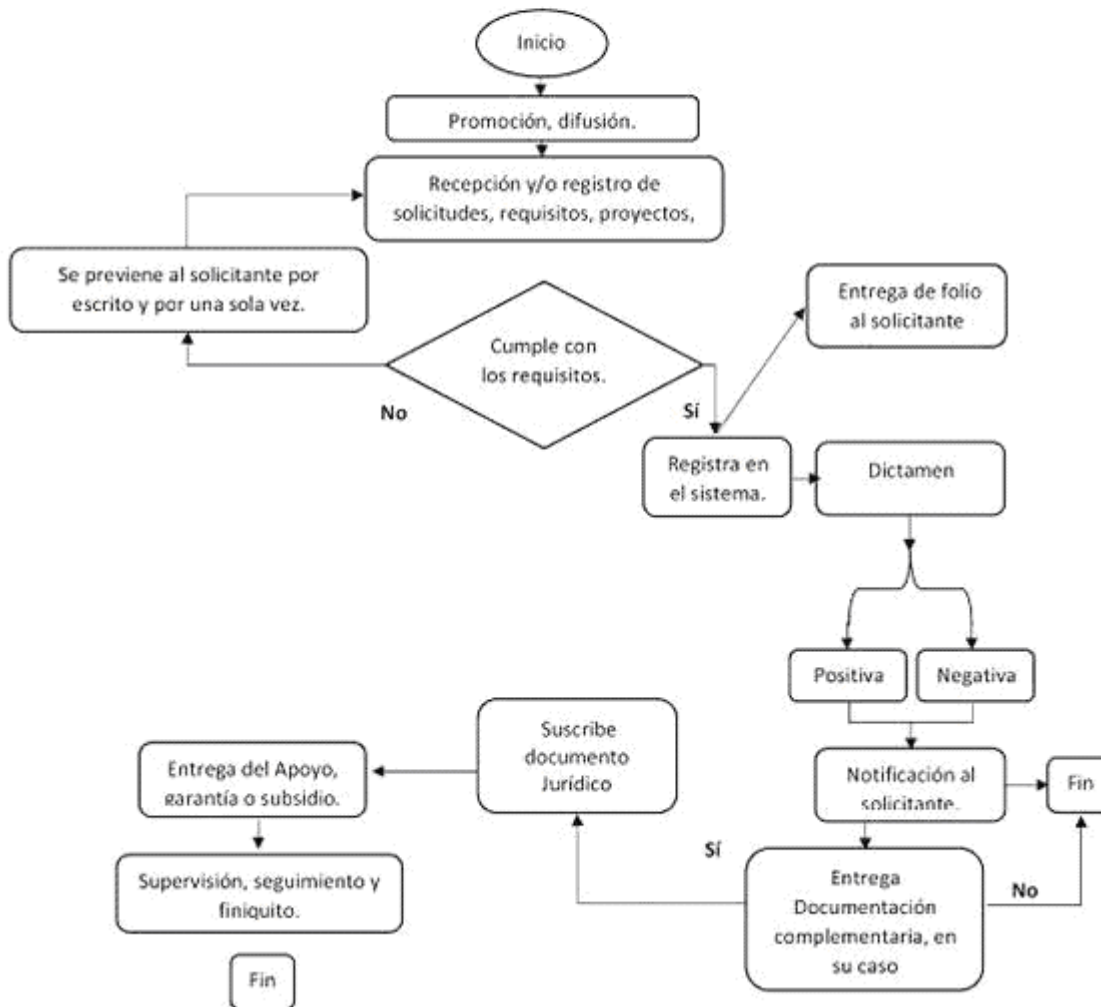 Inicio
Promoción, difusión.
Recepción y/o registro de
solicitudes, requisitos, proyectos,
Se previene al solicitante por
escrito y por una sola vez.
Entrega de folio
al solicitante
Cumple con
los requisitos.
No
Sí
Registra en
el sistema.
Dictamen
Positiva
Negativa
Suscribe
documento
Jurídico
Entrega del Apoyo,
garantía o subsidio.
Notificación al
solicitante.
Fin
Sí
No
Entrega
Documentación
complementaria, en
su caso
Supervisión, seguimiento y
finiquito.
Fin